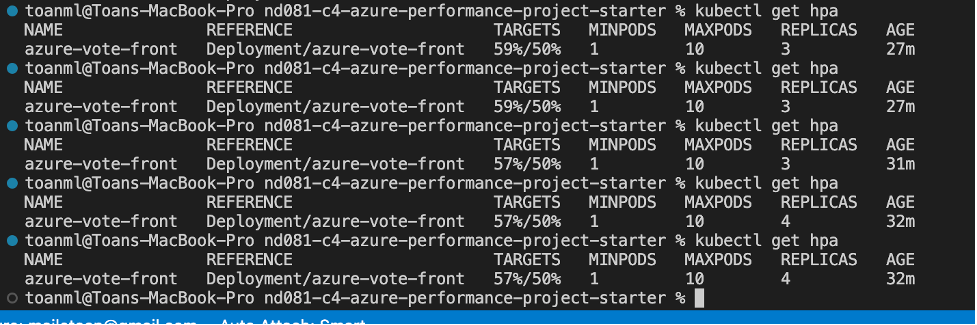 toanml@Toans-MacBook-Pro nd081-c4-azure-performance-project-starter % kubectl get hpa
NAME REFERENCE TARGETS MINPODS MAXPODS REPLICAS AGE
azure-vote-front Deployment/azure-vote-front 59%/50% 1 10 3 27m
toanml@Toans-MacBook-Pro nd081-c4-azure-performance-project-starter % kubectl get hpa
NAME REFERENCE TARGETS MINPODS MAXPODS REPLICAS AGE
azure-vote-front Deployment/azure-vote-front 59%/50% 1 10 3 27m
toanml@Toans-MacBook-Pro nd081-c4-azure-performance-project-starter % kubectl get hpa
NAME REFERENCE TARGETS MINPODS MAXPODS REPLICAS AGE
azure-vote-front Deployment/azure-vote-front 57%/50% 1 10 3 31m
toanml@Toans-MacBook-Pro nd081-c4-azure-performance-project-starter % kubectl get hpa
NAME REFERENCE TARGETS MINPODS MAXPODS REPLICAS AGE
azure-vote-front Deployment/azure-vote-front 57%/50% 1 10 4 32m
toanml@Toans-MacBook-Pro nd081-c4-azure-performance-project-starter % kubectl get hpa
NAME REFERENCE TARGETS MINPODS MAXPODS REPLICAS AGE
azure-vote-front Deployment/azure-vote-front 57%/50% 1 10 4 32m
toanml@Toans-MacBook-Pro nd081-c4-azure-performance-project-starter %
Auto Attach: Smart